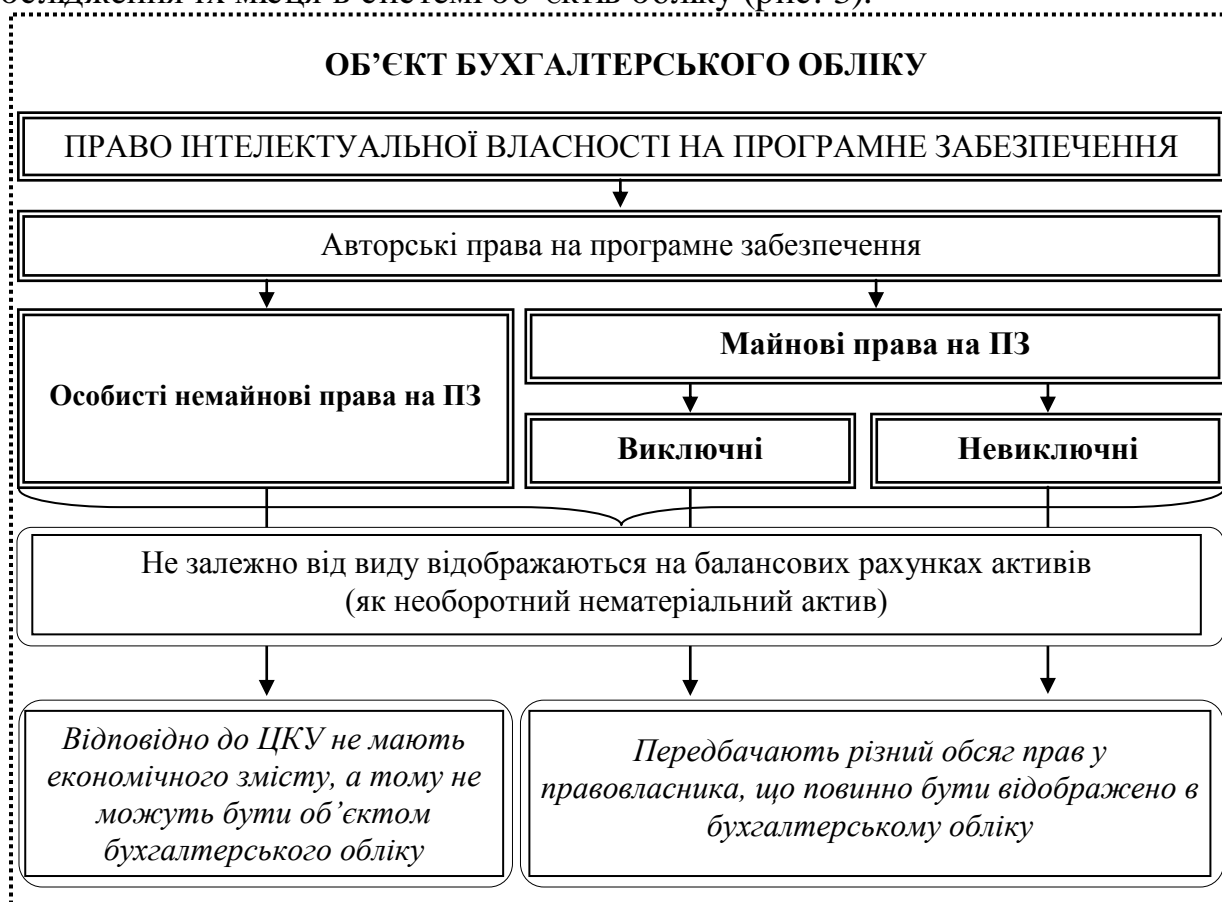 ослідження їх місця в системі об'єктів обліку (рис. 3).
ОБ’ЄКТ БУХГАЛТЕРСЬКОГО ОБЛІКУ
ПРАВО ІНТЕЛЕКТУАЛЬНОЇ ВЛАСНОСТІ НА ПРОГРАМНЕ ЗАБЕЗПЕЧЕННЯ
Авторські права на програмне забезпечення
Особисті немайнові права на ПЗ
Майнові права на ПЗ
Виключні
Невиключні
Не залежно від виду відображаються на балансових рахунках активів
(як необоротний нематеріальний актив)
Відповідно до ЦКУ не мають
економічного змісту, а тому не
можуть бути об’єктом
бухгалтерського обліку
Передбачають різний обсяг прав у
правовласника, що повинно бути відображено в
бухгалтерському обліку